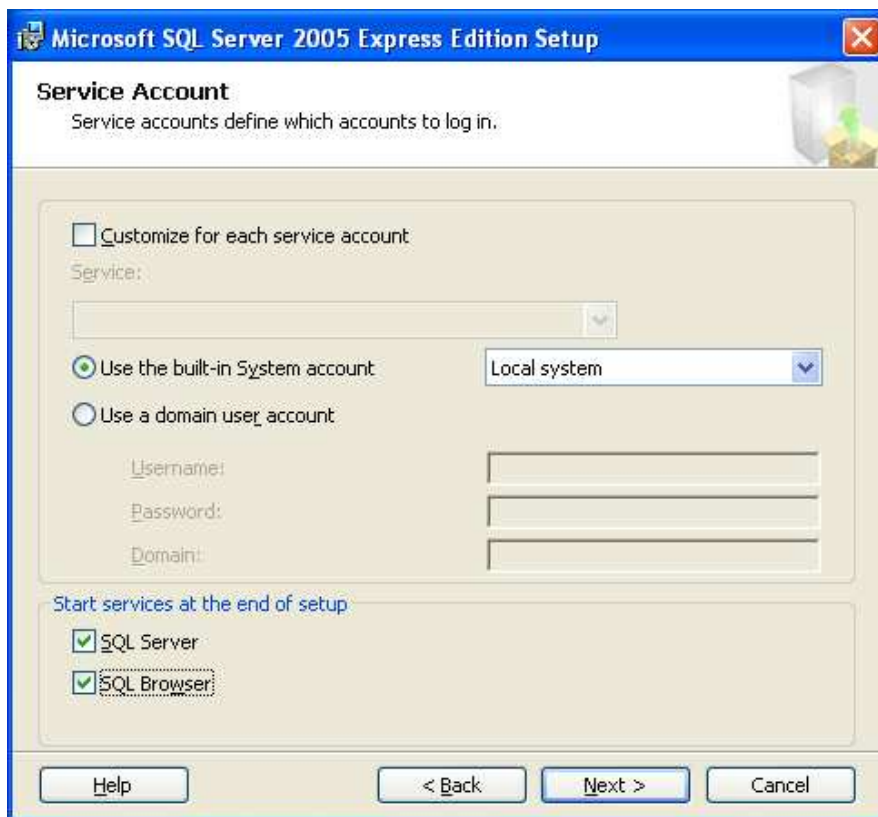 Microsoft SQL Server 2005 Express Edition Setup
Service Account
Service accounts define which accounts to log in.
Customize for each service account
Service:
Use the built-in System account Local system
Use a domain user account
Username:
Password:
Domain:
Start services at the end of setup
SQL Server
SQL Browser
Help < Back Next > Cancel